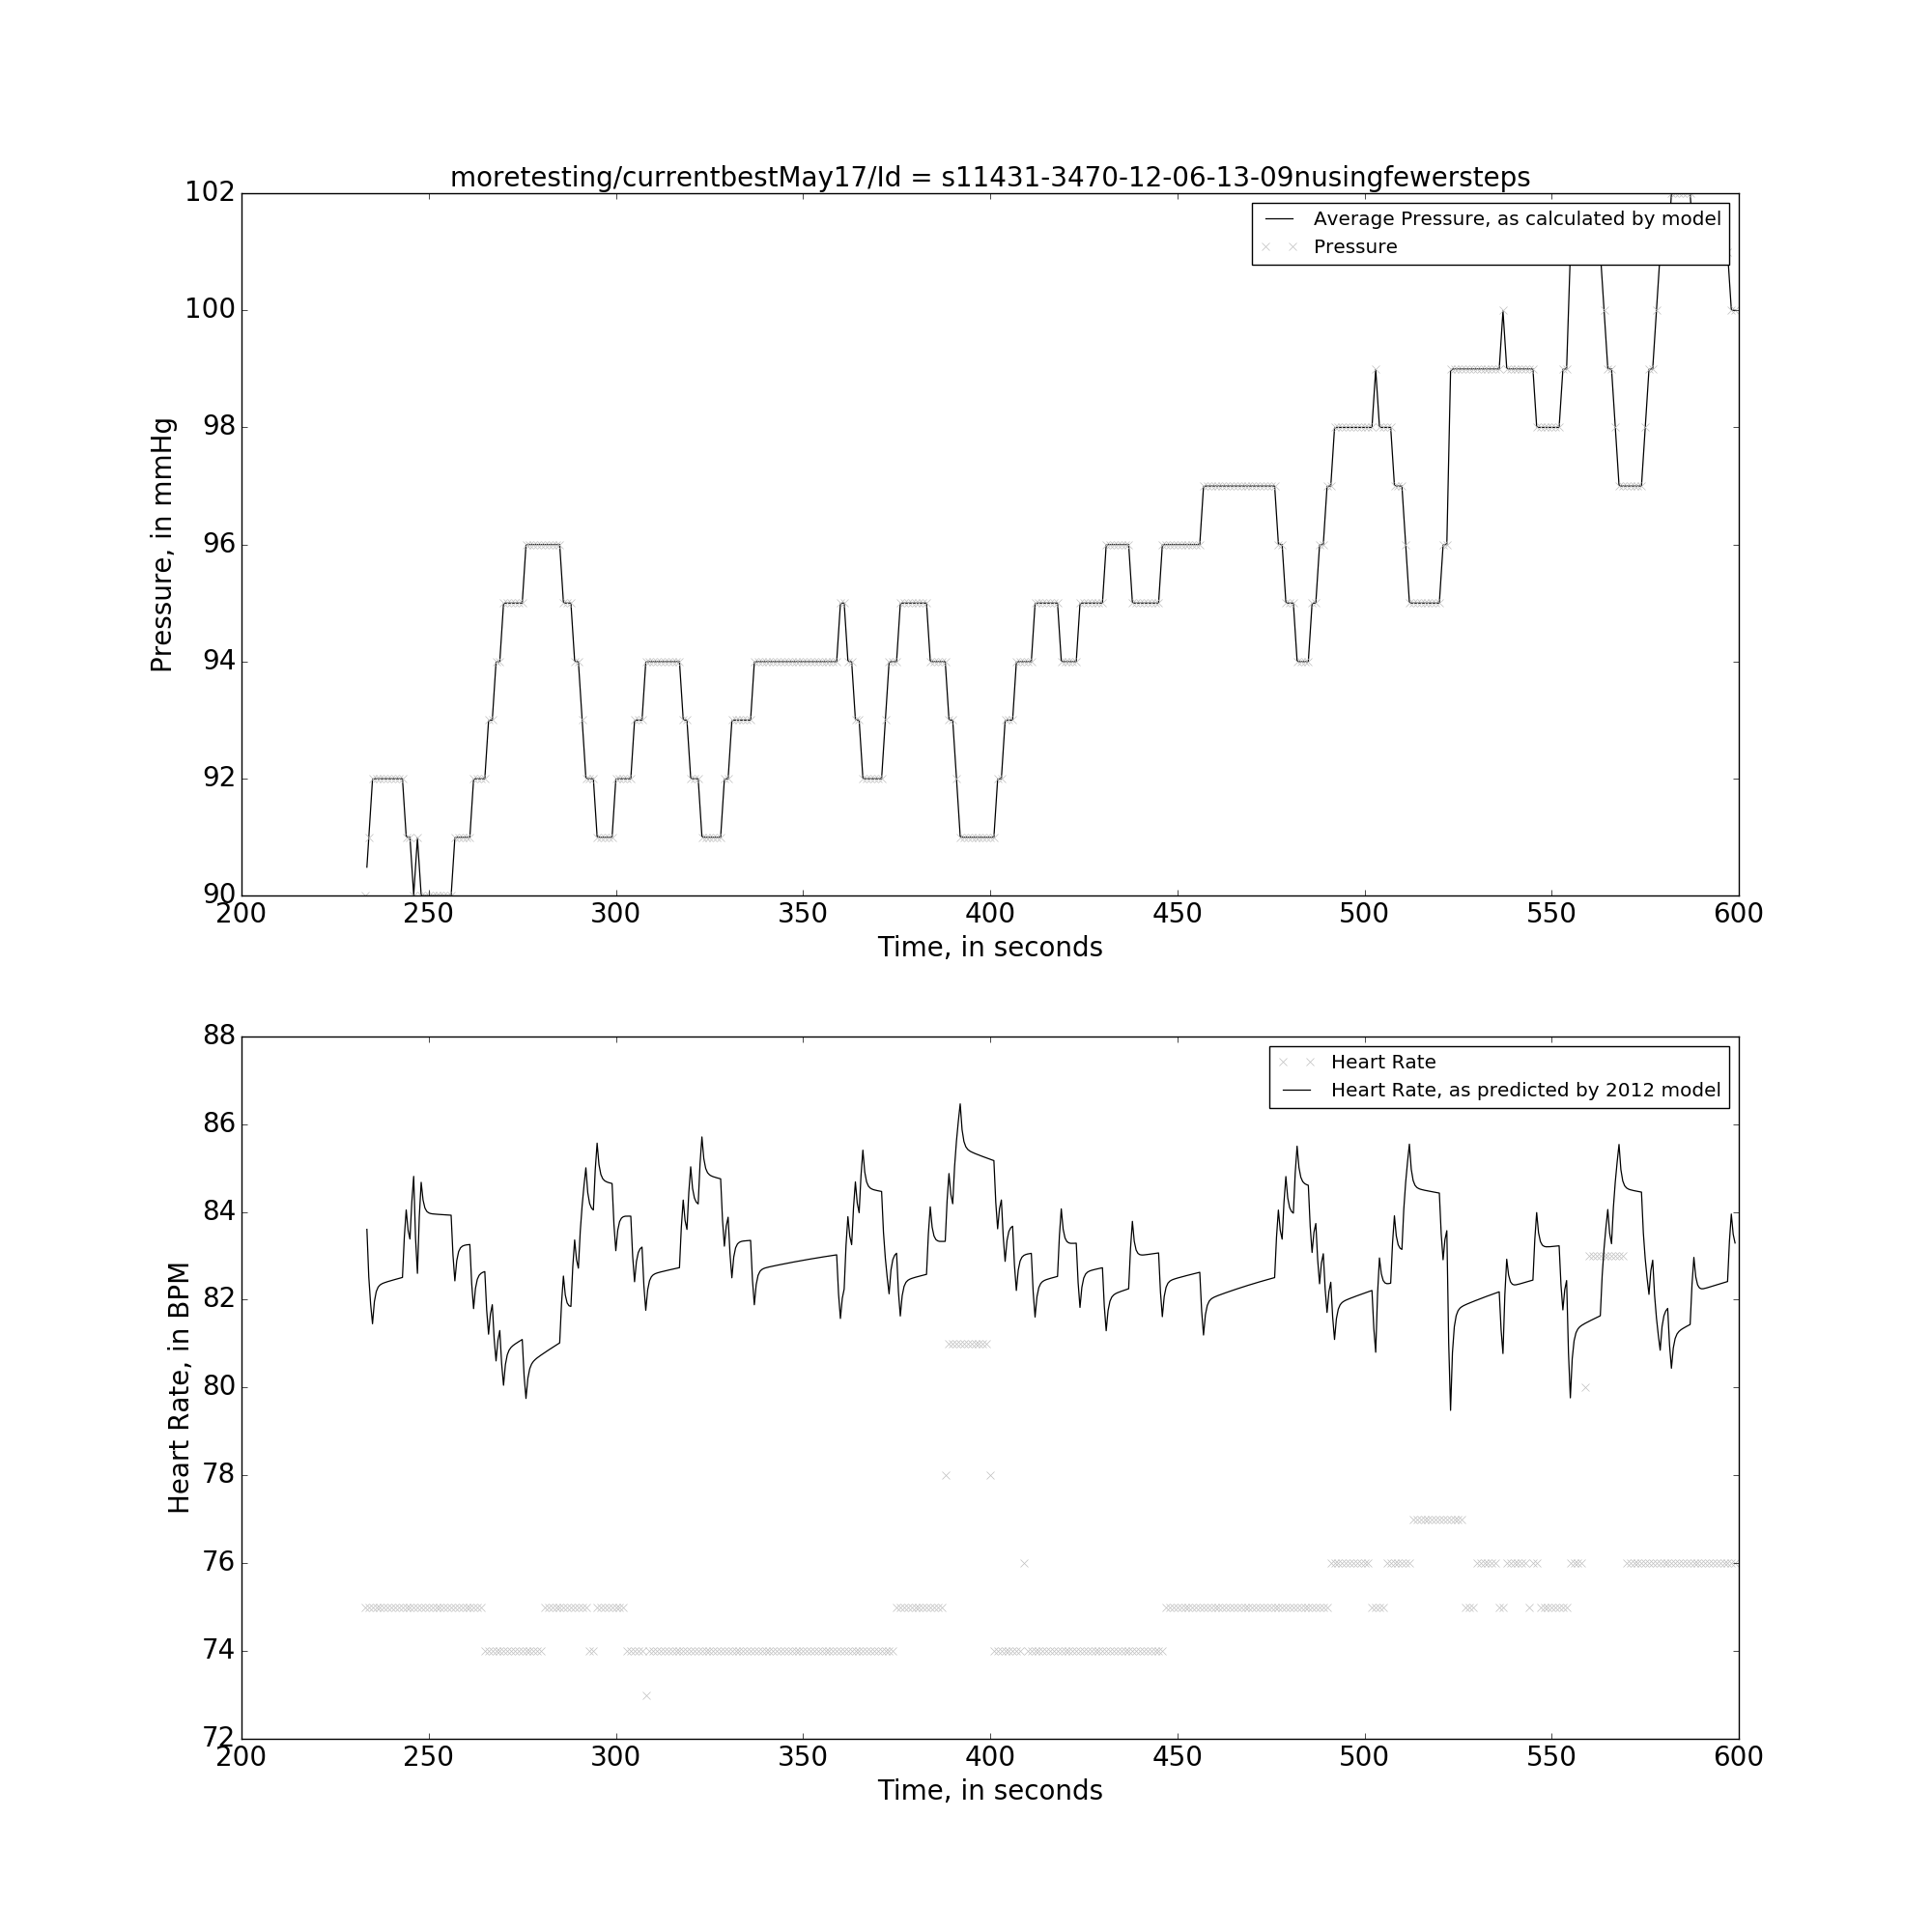 moretesting/currentbestMay17/Id = s11431-3470-12-06-13-09nusingfewersteps
102
100
98
96
94
92
90
Pressure, in mmHg
Average Pressure, as calculated by model
Pressure
200 250 300 350 400 450 500 550 600
Time, in seconds
88
86
84
82
80
78
76
74
72
Heart Rate, in BPM
Heart Rate
Heart Rate, as predicted by 2012 model
200 250 300 350 400 450 500 550 600
Time, in seconds